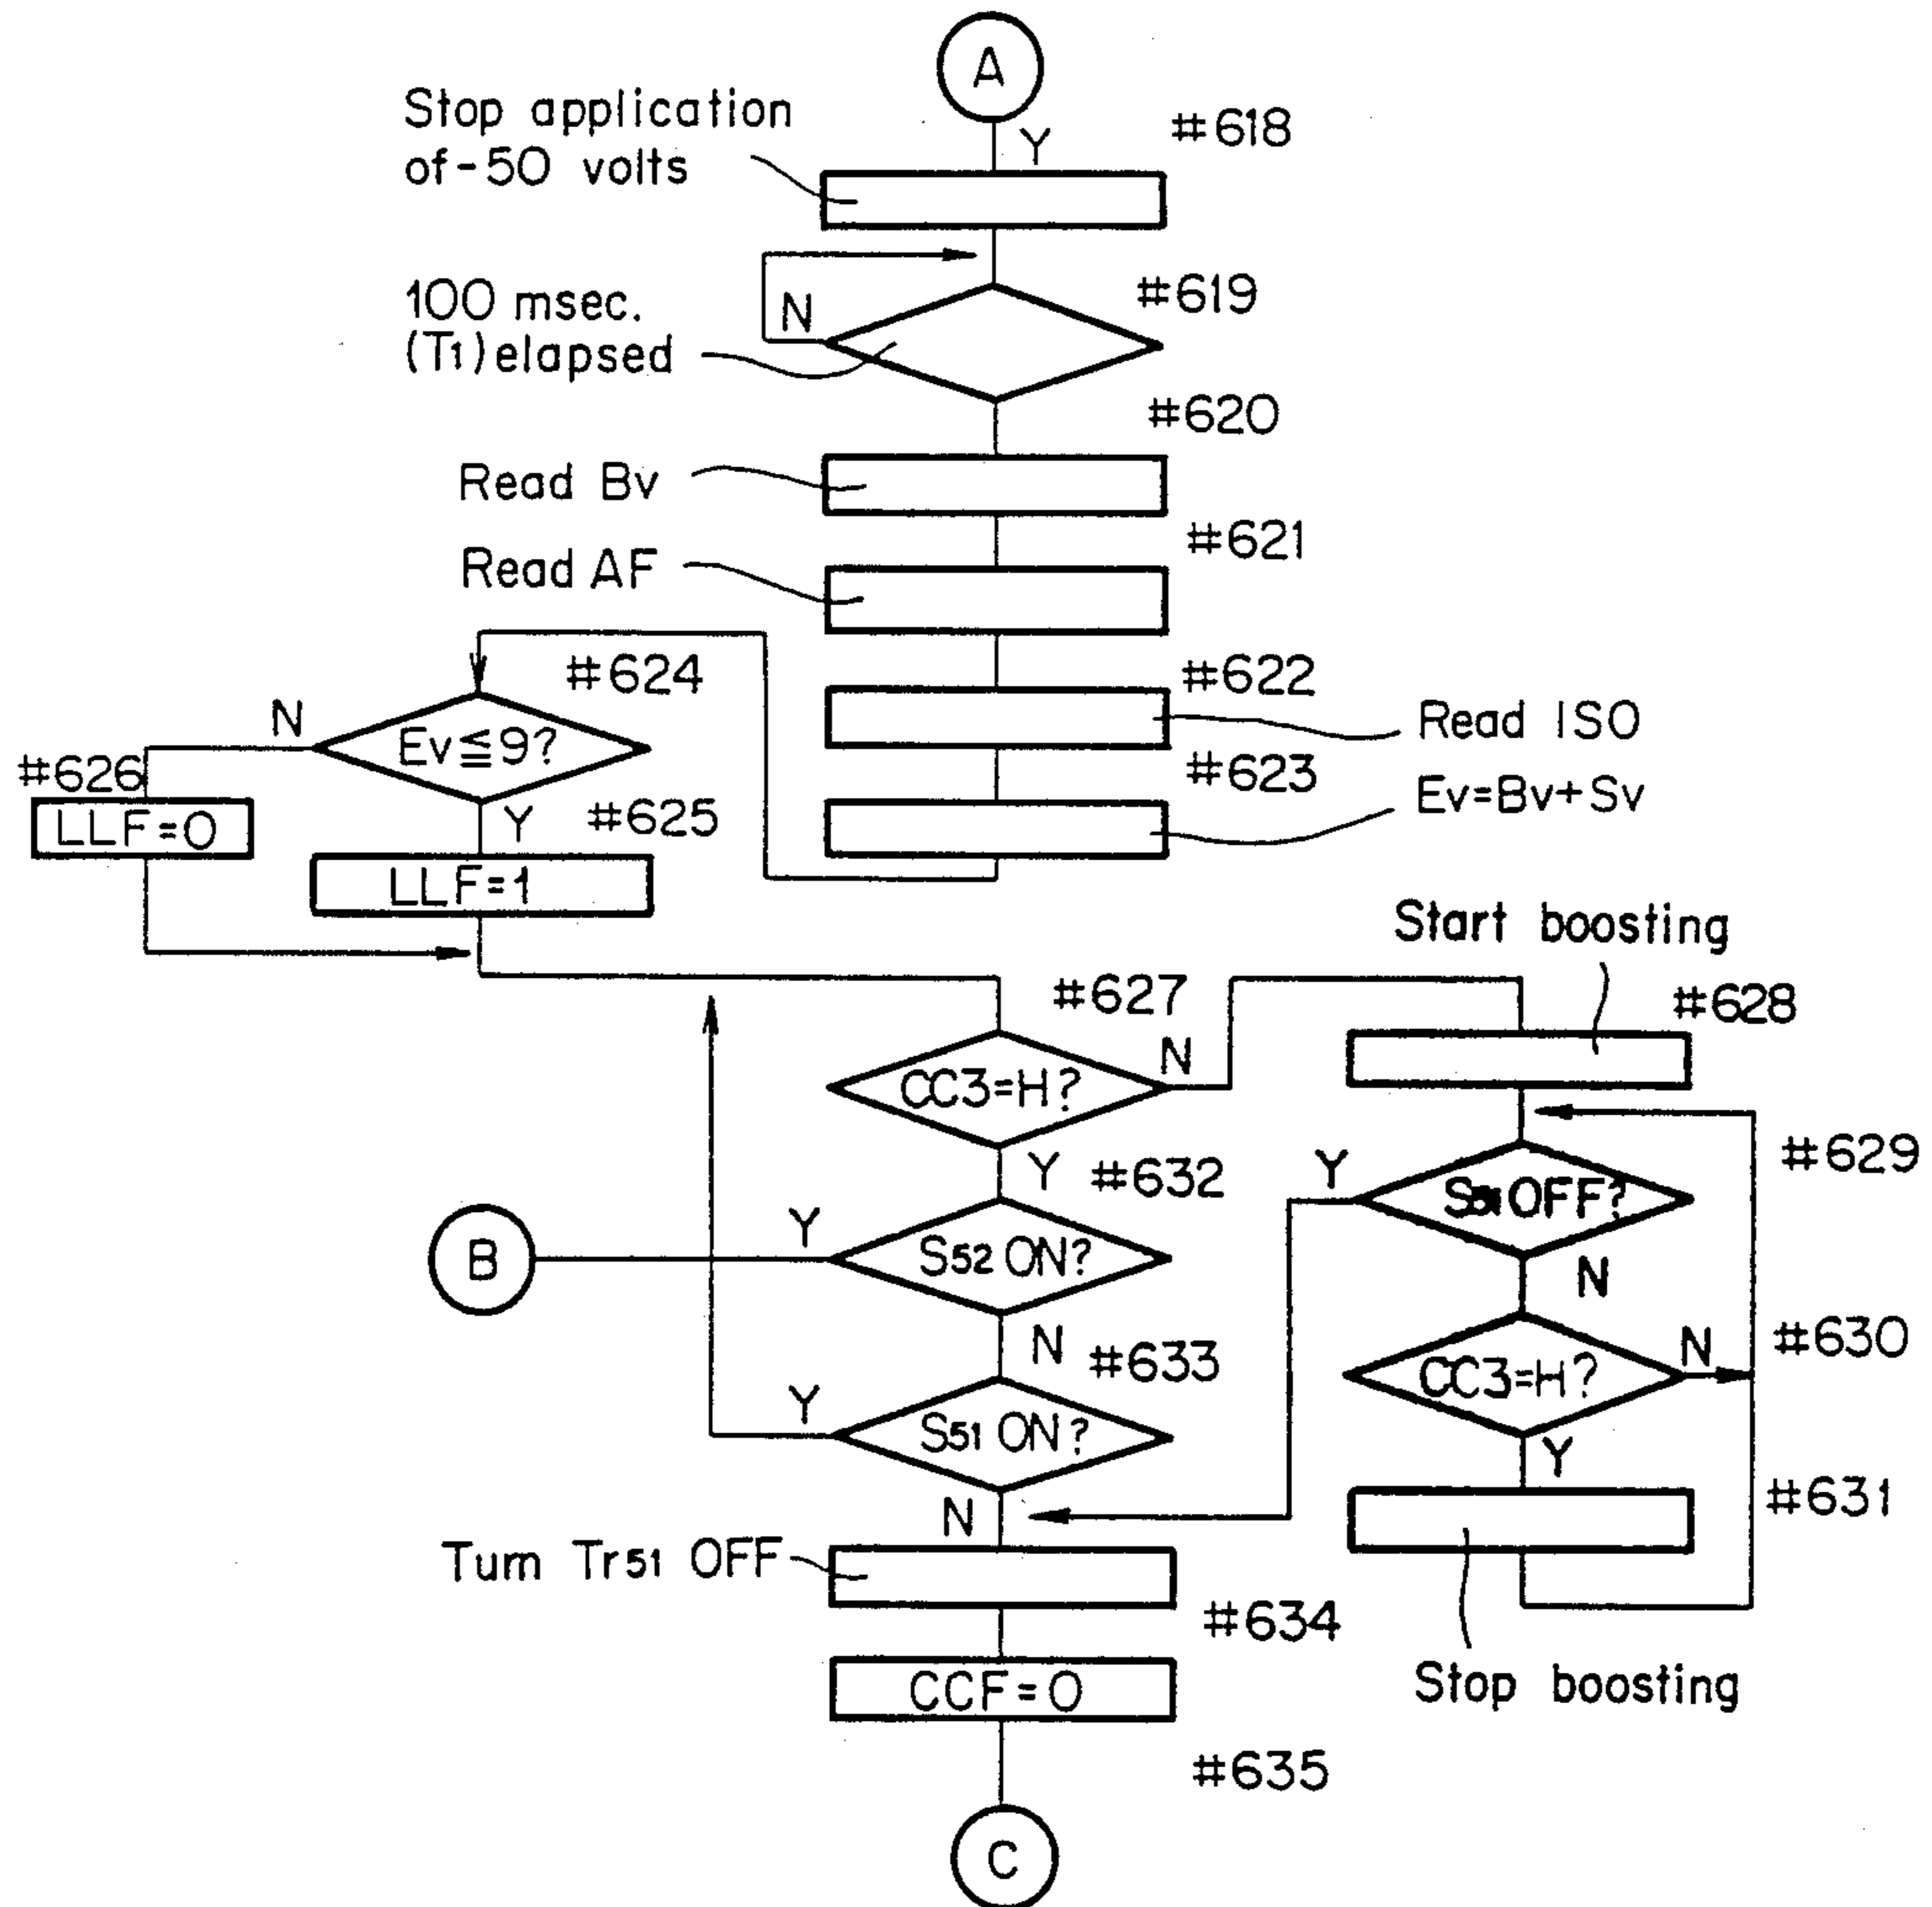 A
Stop application
of-50 volts
Y
#618
100 msec.
(T1) elapsed
N
#619
#620
Read Bv
#621
Read AF
#622
Read ISO
#623
Ev=Bv+Sv
#624
N
Ev≦9?
#626
LLF=0
Y
#625
LLF=1
Start boosting
#627
#628
CC3=H?
N
Y
#632
#629
Y
OFF?
N
B
Y
S52 ON?
N
#633
#630
CC3=H?
N
Y
Y
S51 ON?
N
#631
Turn Tr51 OFF
#634
Stop boosting
CCF=0
#635
C